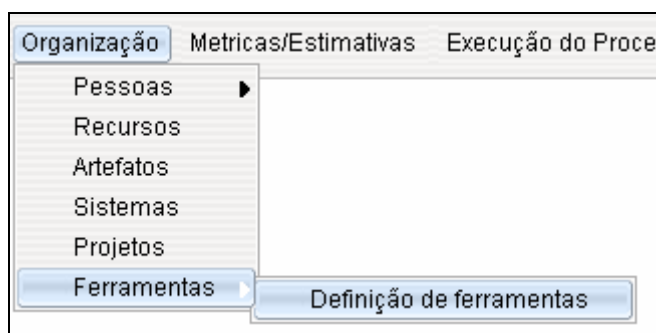 Organização Metricas/Estimativas Execução do Proce
Pessoas
Recursos
Artefatos
Sistemas
Projetos
Ferramentas
Definição de ferramentas